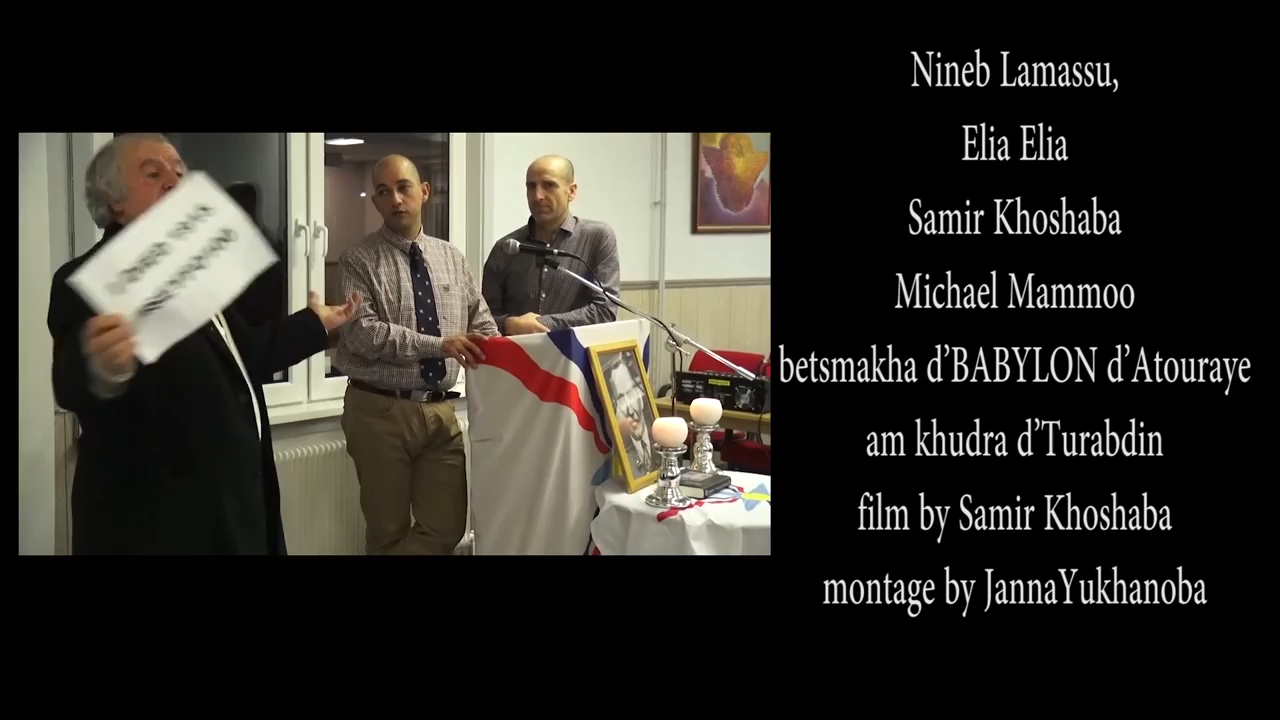 Nineb Lamassu,
Elia Elia
Samir Khoshaba
Michael Mammoo
betsmakha d’BABYLON d’Atouraye
am khudra d’Turabdin
film by Samir Khoshaba
montage by JannaYukhanoba